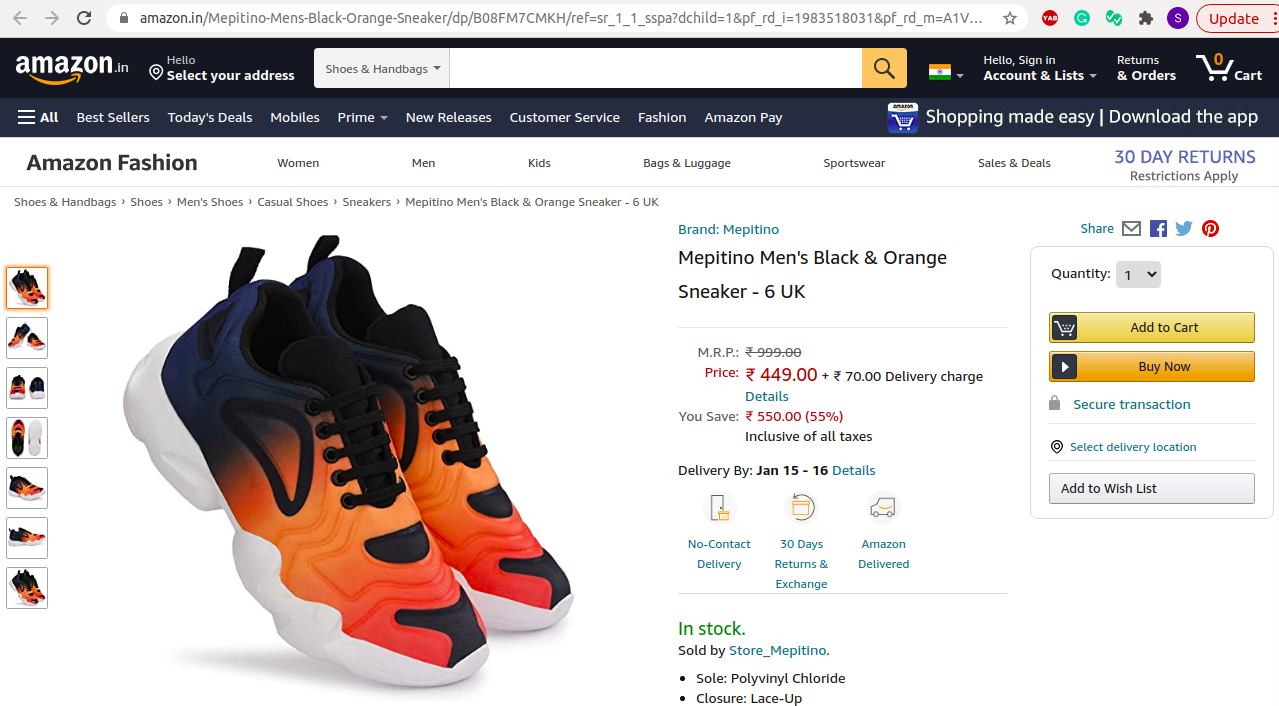 amazon.in/Mepitino-Mens-Black-Orange-Sneaker/dp/B08FM7CMKH/ref=sr_1_1_sspa?dchild=1&pf_rd_i=1983518031&pf_rd_m=A1V...
YAB
G
S
Update
amazon.in
Hello
Select your address
Shoes & Handbags
Hello, Sign in
Account & Lists
Returns
& Orders
0
Cart
All
Best Sellers
Today's Deals
Mobiles
Prime
New Releases
Customer Service
Fashion
Amazon Pay
amazon
Shopping made easy | Download the app
Amazon Fashion
Women
Men
Kids
Bags & Luggage
Sportswear
Sales & Deals
30 DAY RETURNS
Restrictions Apply
Shoes & Handbags › Shoes › Men's Shoes › Casual Shoes › Sneakers › Mepitino Men's Black & Orange Sneaker - 6 UK
Brand: Mepitino
Mepitino Men's Black & Orange
Sneaker - 6 UK
M.R.P.: ₹ 999.00
Price: ₹ 449.00 + ₹ 70.00 Delivery charge
Details
You Save: ₹ 550.00 (55%)
Inclusive of all taxes
Delivery By: Jan 15 - 16 Details
No-Contact
Delivery
30 Days
Returns &
Exchange
Amazon
Delivered
In stock.
Sold by Store_Mepitino.
• Sole: Polyvinyl Chloride
• Closure: Lace-Up
Share
Quantity: 1
Add to Cart
Buy Now
Secure transaction
Select delivery location
Add to Wish List